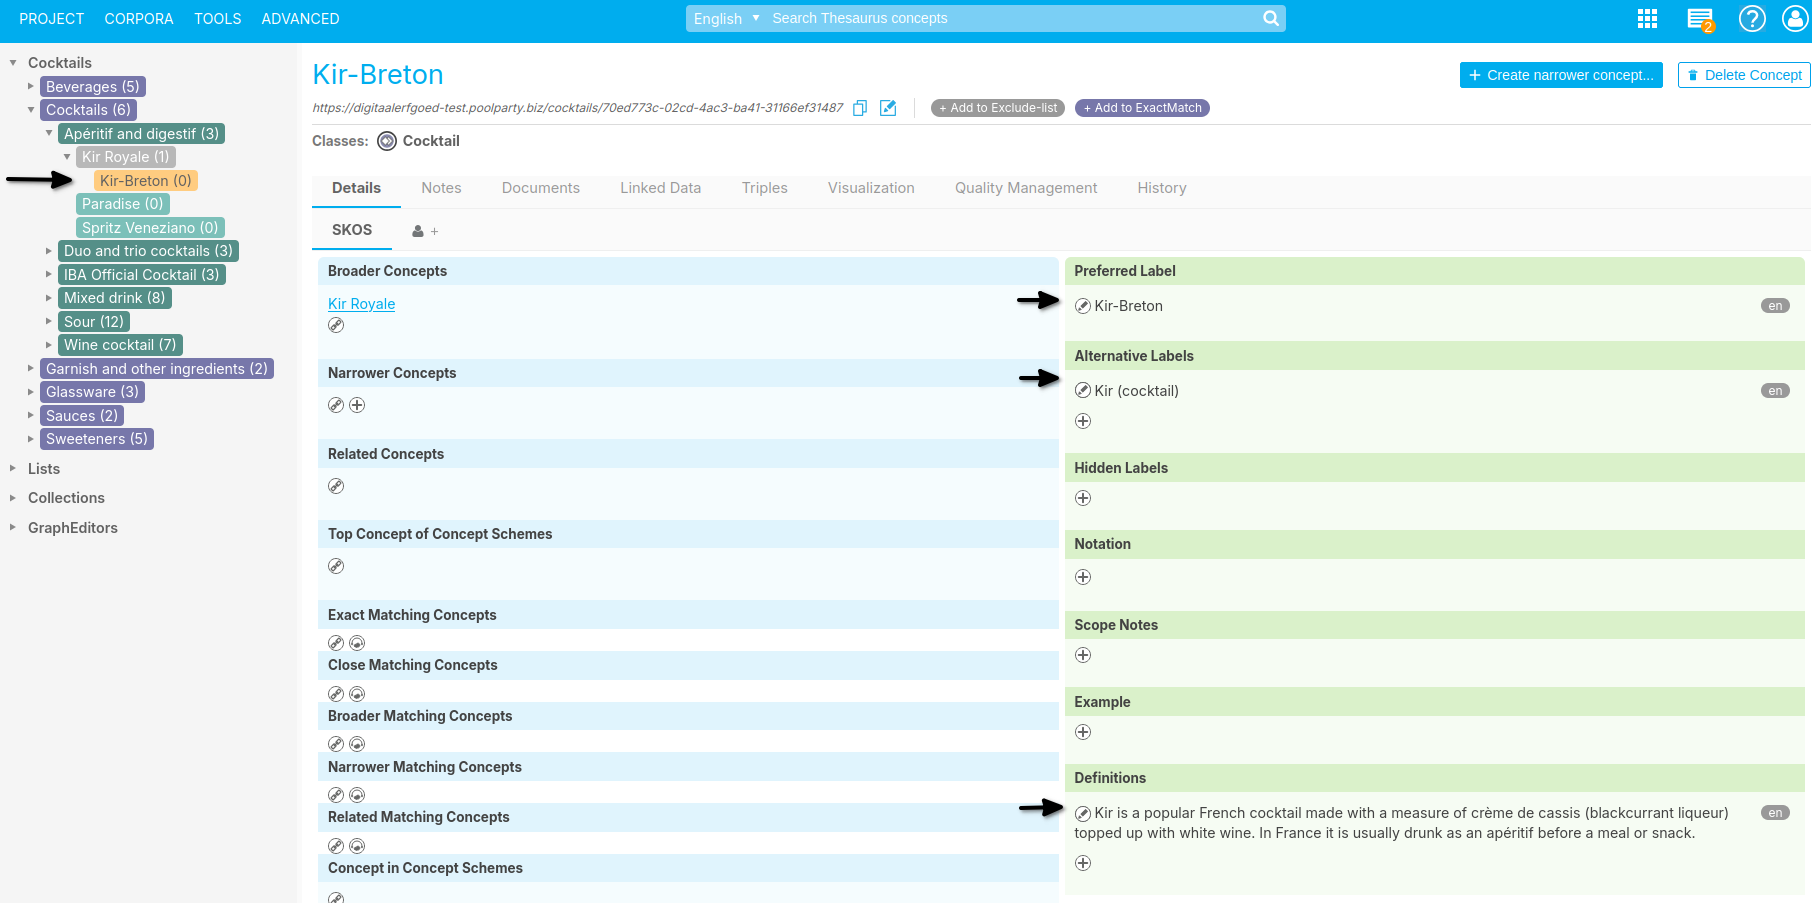 PROJECT CORPORA TOOLS ADVANCED English Search Thesaurus concepts 2
Cocktails
Beverages (5)
Cocktails (6)
Apéritif and digestif (3)
Kir Royale (1)
Kir-Breton (0)
Paradise (0)
Spritz Veneziano (0)
Duo and trio cocktails (3)
IBA Official Cocktail (3)
Mixed drink (8)
Sour (12)
Wine cocktail (7)
Garnish and other ingredients (2)
Glassware (3)
Sauces (2)
Sweeteners (5)
Lists
Collections
GraphEditors
Kir-Breton
+ Create narrower concept... Delete Concept
https://digitaalerfgoed-test.poolparty.biz/cocktails/70ed773c-02cd-4ac3-ba41-31166ef31487 + Add to Exclude-list + Add to ExactMatch
Classes: Cocktail
Details Notes Documents Linked Data Triples Visualization Quality Management History
SKOS +
Broader Concepts
Kir Royale
Narrower Concepts
Related Concepts
Top Concept of Concept Schemes
Exact Matching Concepts
Close Matching Concepts
Broader Matching Concepts
Narrower Matching Concepts
Related Matching Concepts
Concept in Concept Schemes
Preferred Label
Kir-Breton en
Alternative Labels
Kir (cocktail) en
Hidden Labels
Notation
Scope Notes
Example
Definitions
Kir is a popular French cocktail made with a measure of crème de cassis (blackcurrant liqueur) en
topped up with white wine. In France it is usually drunk as an apéritif before a meal or snack.